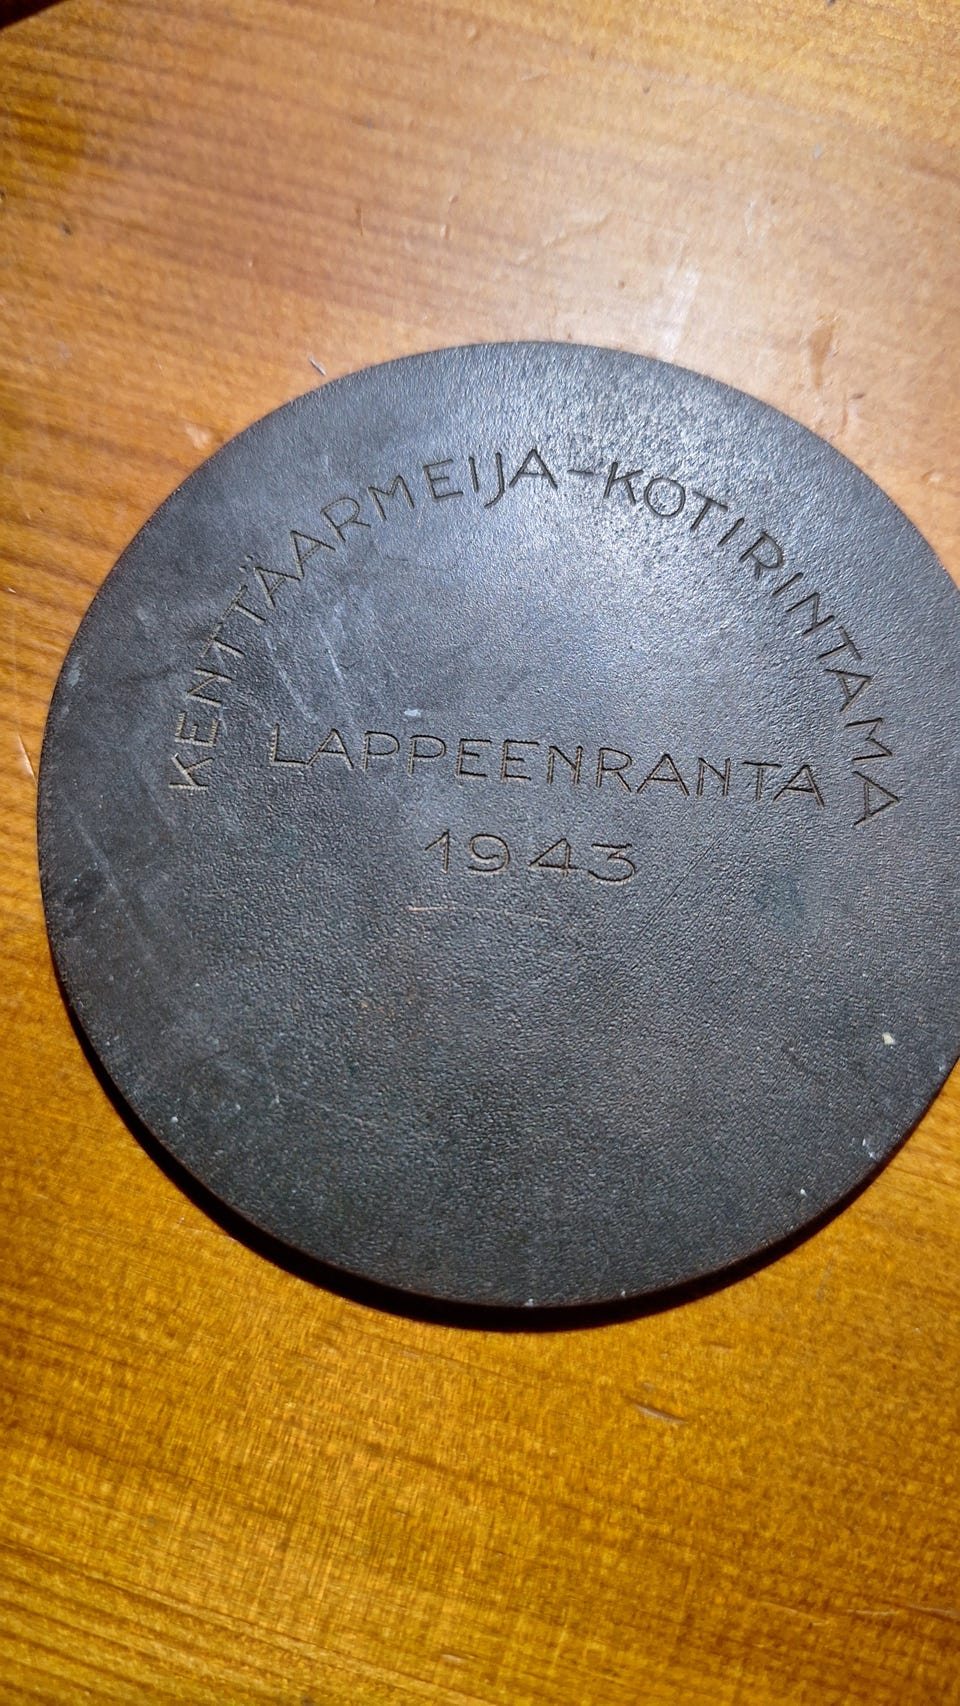 KENTTÄARMEIJA-KOTIRINTAMA
LAPPEENRANTA
1943